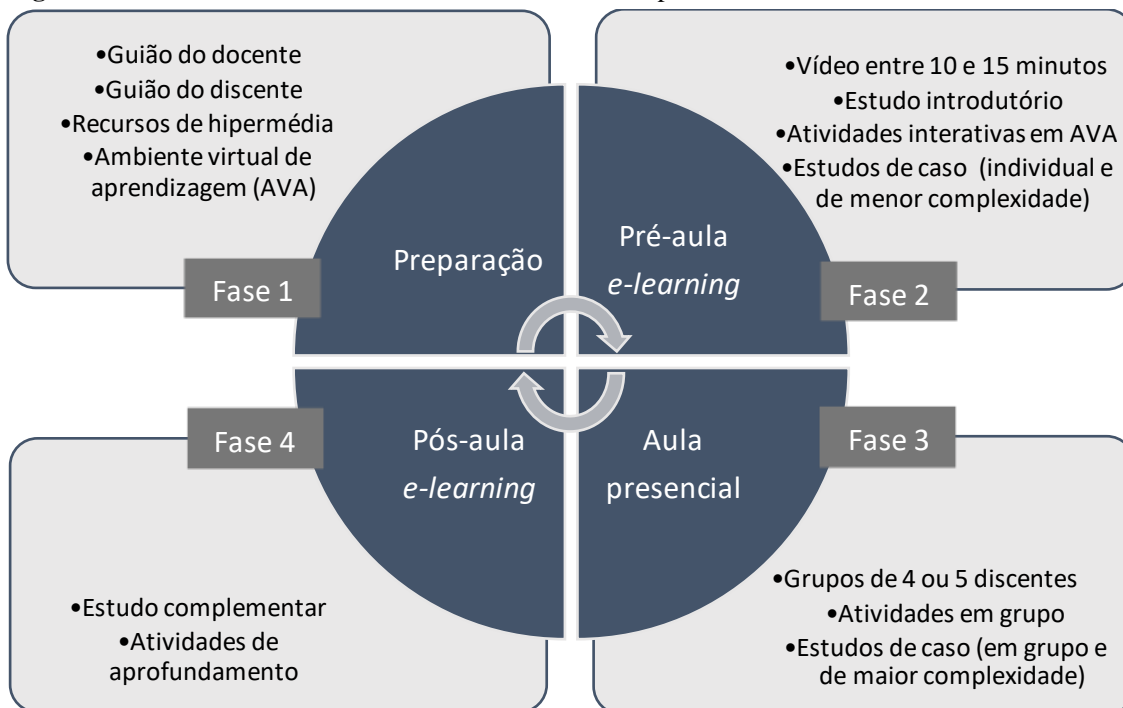 •Guião do docente
•Guião do discente
•Recursos de hipermédia
•Ambiente virtual de
aprendizagem (AVA)
Preparação
Fase 1
•Vídeo entre 10 e 15 minutos
•Estudo introdutório
•Atividades interativas em AVA
•Estudos de caso (individual e
de menor complexidade)
Pré-aula
e-learning
Fase 2
Fase 4
Pós-aula
e-learning
•Estudo complementar
•Atividades de
aprofundamento
Aula
presencial
Fase 3
•Grupos de 4 ou 5 discentes
•Atividades em grupo
•Estudos de caso (em grupo e
de maior complexidade)